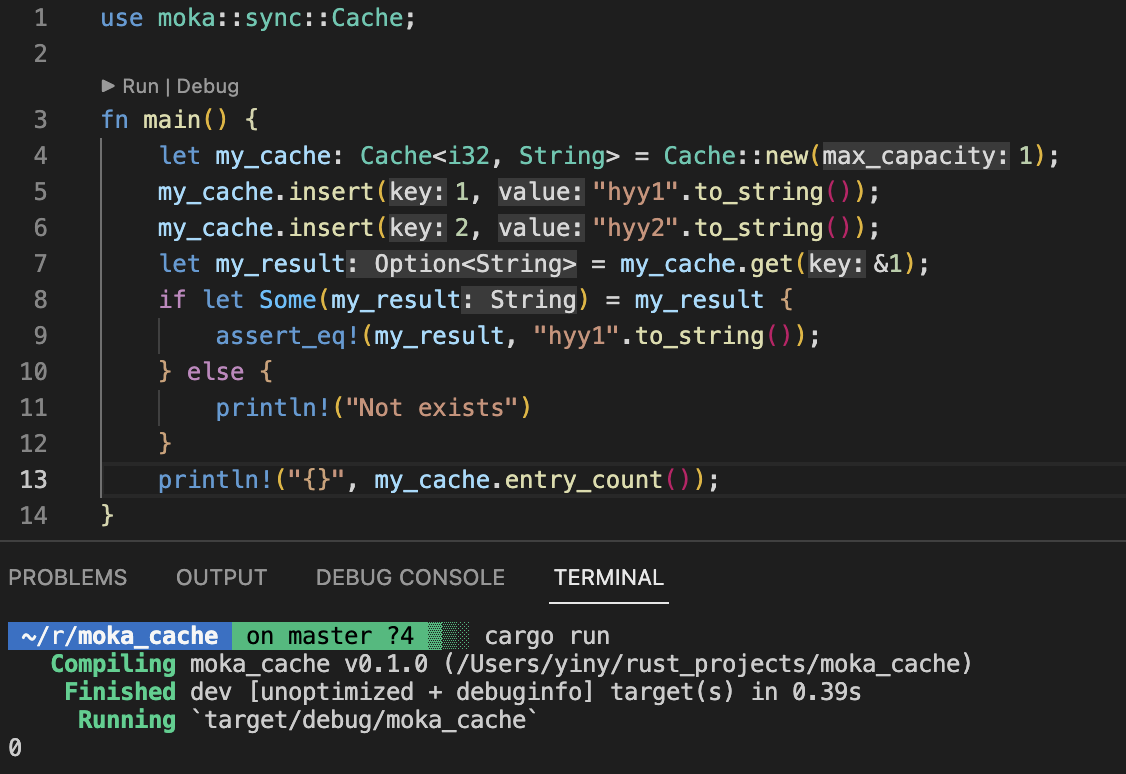 1 use moka::sync::Cache;
2
▶ Run | Debug
3 fn main() {
4 let my_cache: Cache<i32, String> = Cache::new(max_capacity: 1);
5 my_cache.insert(key: 1, value: "hyy1".to_string());
6 my_cache.insert(key: 2, value: "hyy2".to_string());
7 let my_result: Option<String> = my_cache.get(key: &1);
8 if let Some(my_result: String) = my_result {
9 assert_eq!(my_result, "hyy1".to_string());
10 } else {
11 println!("Not exists")
12 }
13 println!("{}", my_cache.entry_count());
14 }
PROBLEMS OUTPUT DEBUG CONSOLE TERMINAL
~/r/moka_cache on master ?4 cargo run
Compiling moka_cache v0.1.0 (/Users/yiny/rust_projects/moka_cache)
Finished dev [unoptimized + debuginfo] target(s) in 0.39s
Running `target/debug/moka_cache`
0